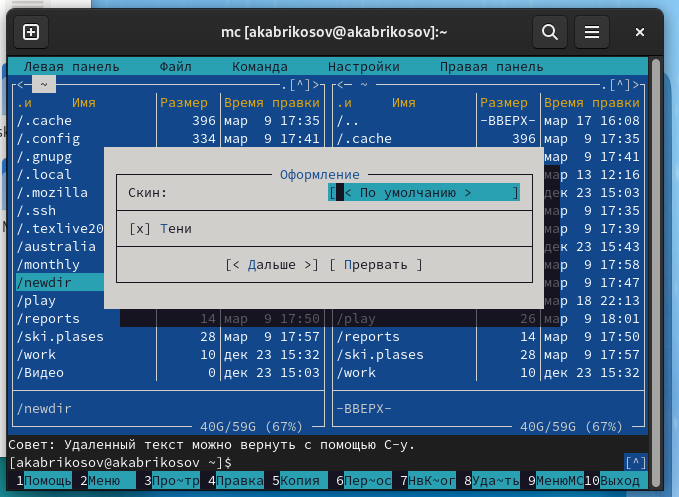 mc [akabrikosov@akabrikosov]:~
Левая панель Файл Команда Настройки Правая панель
<─ ~ .[^]> <─ ~ .[^]>
.и Имя Размер Время правки .и Имя Размер Время правки
/.cache 396 мар 9 17:35 /.. -ВВЕРХ- мар 17 16:08
/.config 334 мар 9 17:41 /.cache 396 мар 9 17:35
/.gnupg мар 9 17:41
/.local мар 13 12:16
/.mozilla дек 23 15:03
/.ssh мар 9 17:35
/.texlive20 мар 9 17:39
/australia дек 23 15:43
/monthly мар 9 17:58
/newdir мар 9 17:47
/play мар 18 22:13
/reports 14 мар 9 17:50 /play 26 мар 9 18:01
/ski.plases 28 мар 9 17:57 /reports 14 мар 9 17:50
/work 10 дек 23 15:32 /ski.plases 28 мар 9 17:57
/Видео 0 дек 23 15:03 /work 10 дек 23 15:32
/newdir -ВВЕРХ-
40G/59G (67%) 40G/59G (67%)
Оформление
Скин: [ < По умолчанию > ]
[x] Тени
[< Дальше >] [ Прервать ]
Совет: Удаленный текст можно вернуть с помощью C-y.
[akabrikosov@akabrikosov ~]$ [^]
1Помощь 2Меню 3Про~тр 4Правка 5Копия 6Пер~ос 7НвК~ог 8Уда~ть 9МенюMC 10Выход